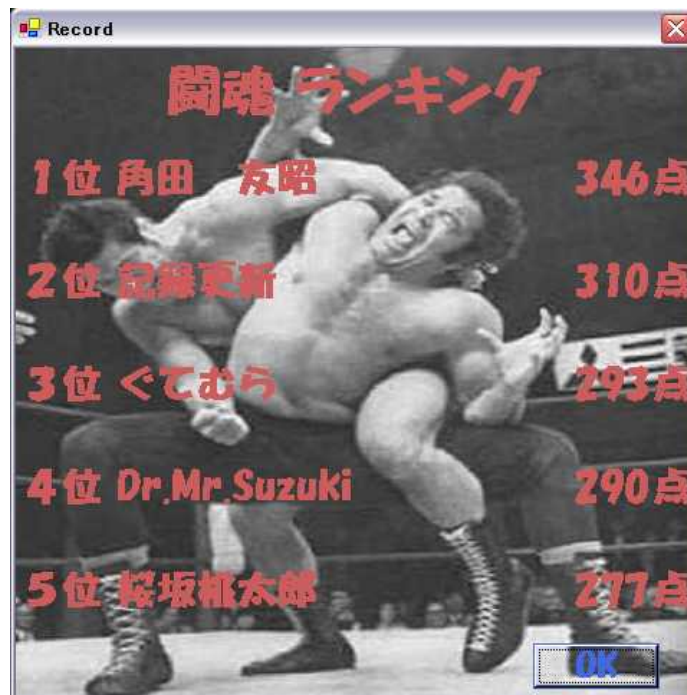 Record
闘魂 ランキング
1位 角田　友昭 346点
2位 記録更新 310点
3位 ぐてむら 293点
4位 Dr.Mr.Suzuki 290点
5位 桜坂桃太郎 277点
OK